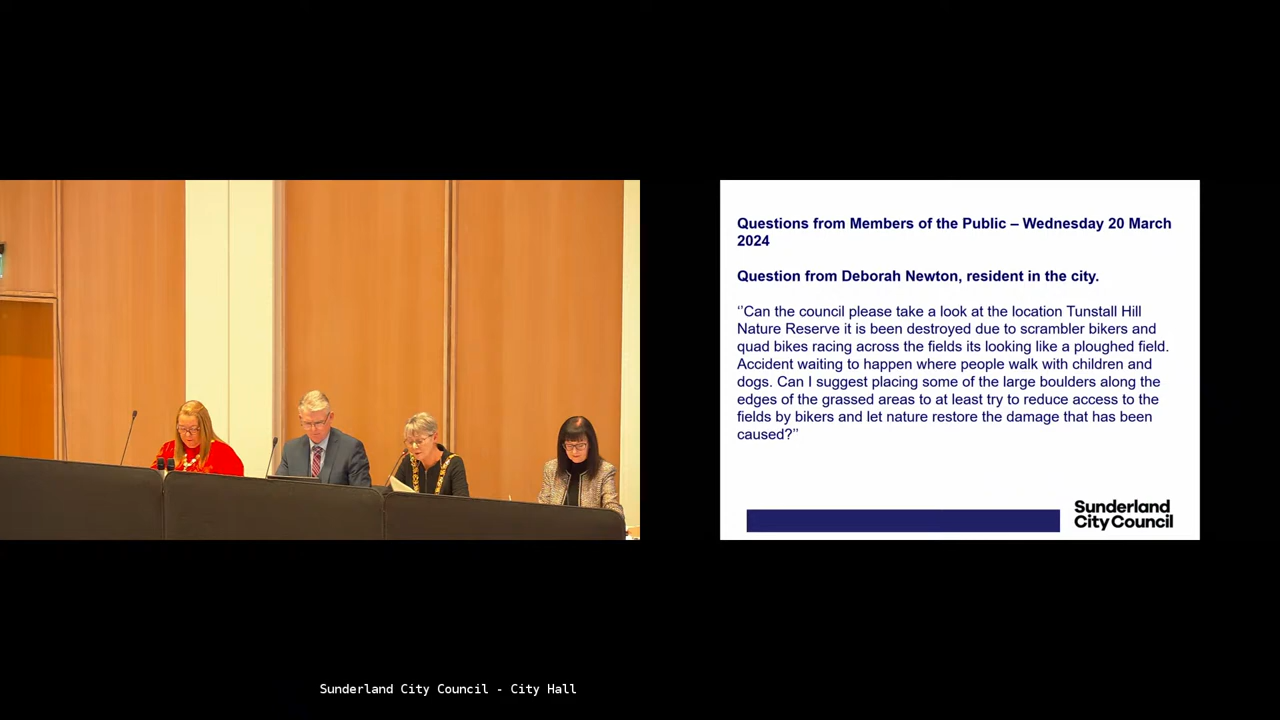 Questions from Members of the Public – Wednesday 20 March
2024
Question from Deborah Newton, resident in the city.
‘’Can the council please take a look at the location Tunstall Hill
Nature Reserve it is been destroyed due to scrambler bikers and
quad bikes racing across the fields its looking like a ploughed field.
Accident waiting to happen where people walk with children and
dogs. Can I suggest placing some of the large boulders along the
edges of the grassed areas to at least try to reduce access to the
fields by bikers and let nature restore the damage that has been
caused?’’
Sunderland
City Council
Sunderland City Council - City Hall